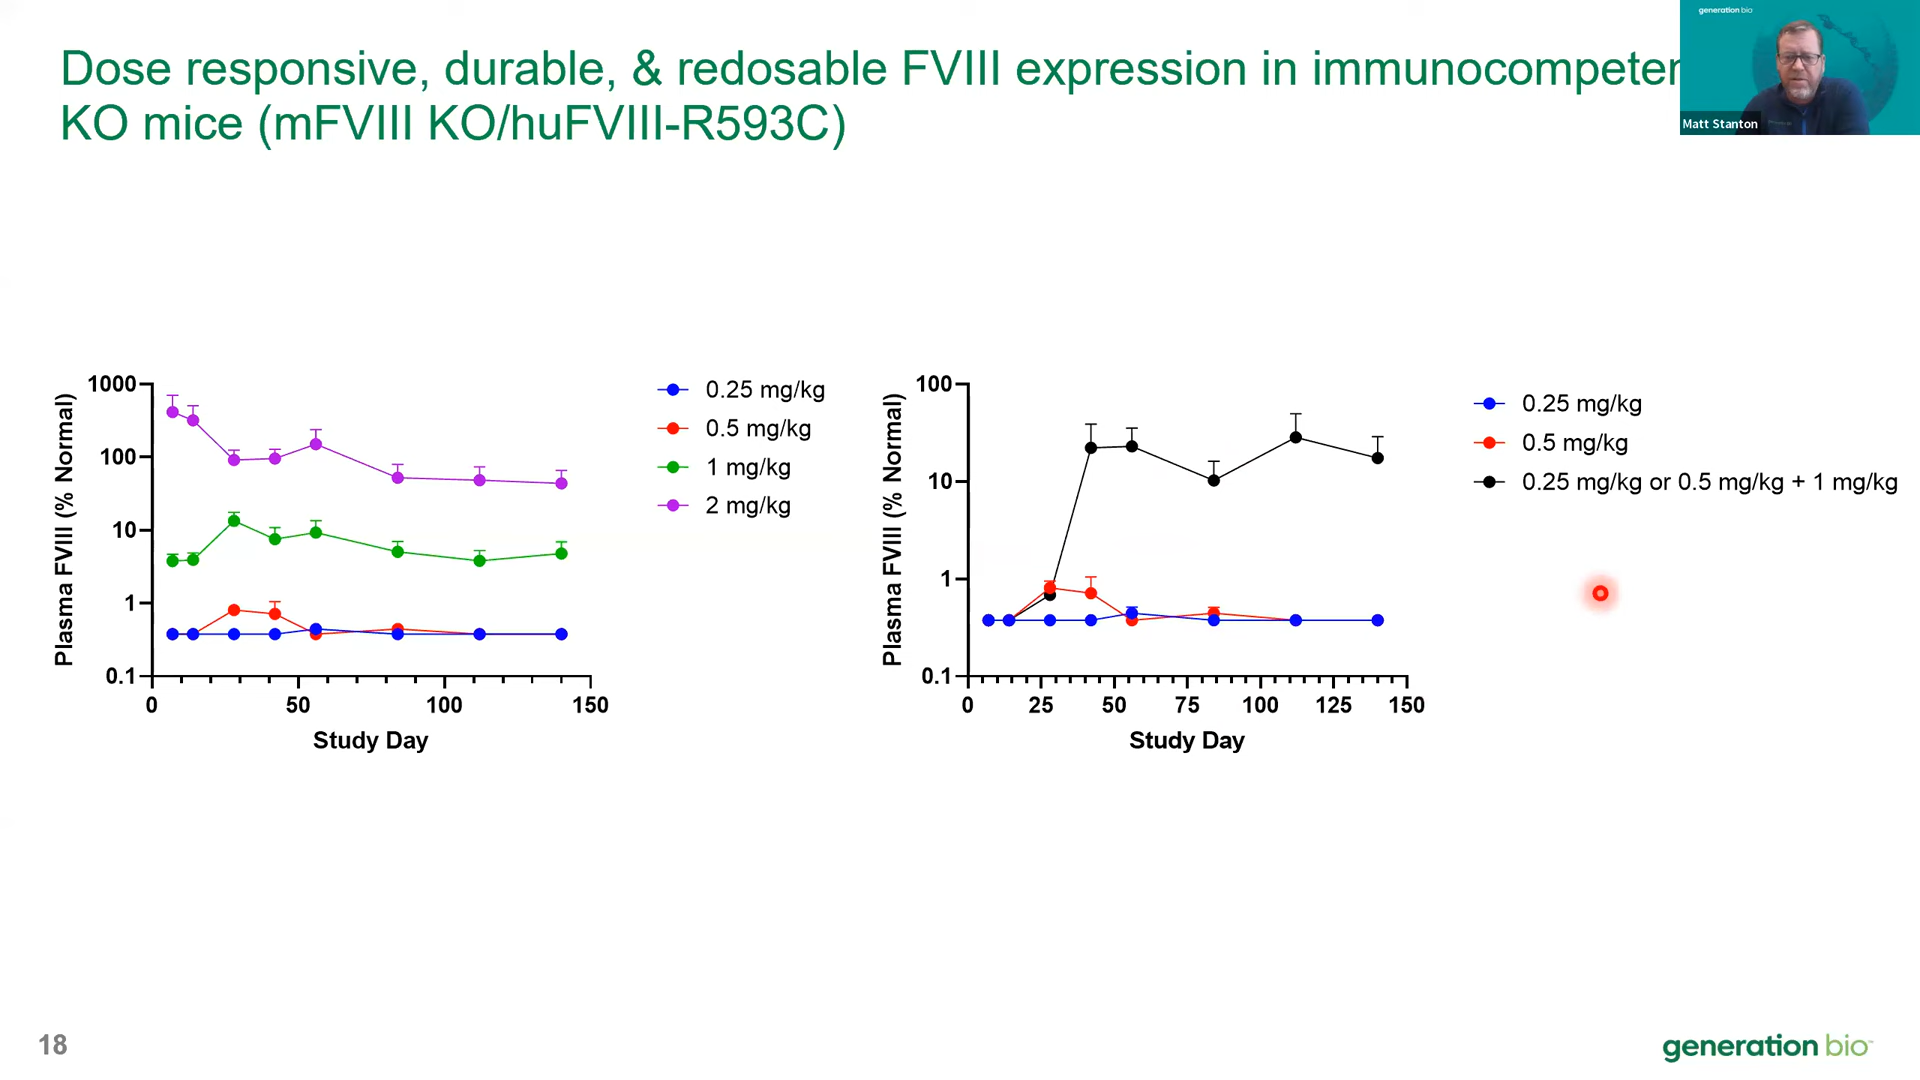 generation bio
Matt Stanton
Dose responsive, durable, & redosable FVIII expression in immunocompeten
KO mice (mFVIII KO/huFVIII-R593C)
Plasma FVIII (% Normal)
1000
100
10
1
0.1
0
50
100
150
Study Day
0.25 mg/kg
0.5 mg/kg
1 mg/kg
2 mg/kg
Plasma FVIII (% Normal)
100
10
1
0.1
0
25
50
75
100
125
150
Study Day
0.25 mg/kg
0.5 mg/kg
0.25 mg/kg or 0.5 mg/kg + 1 mg/kg
18
generation bio™